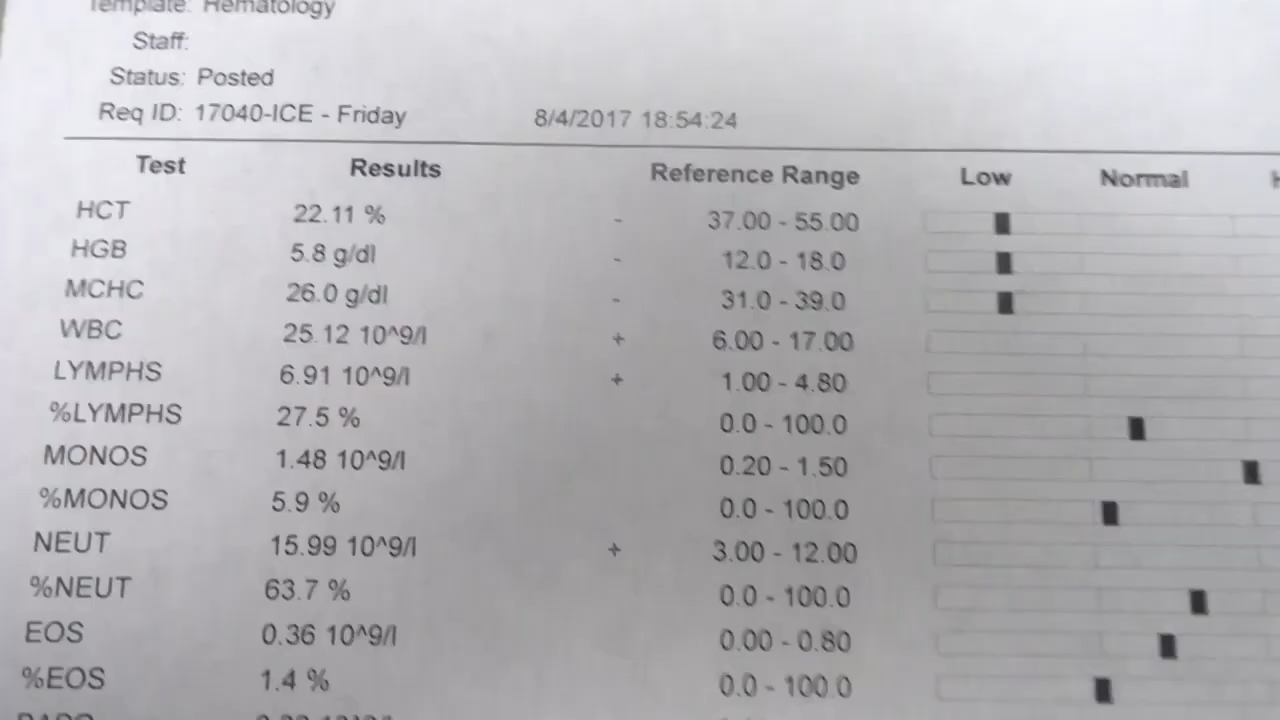 Template: Hematology
Staff:
Status: Posted
Req ID: 17040-ICE - Friday 8/4/2017 18:54:24
Test Results Reference Range Low Normal
HCT 22.11 % - 37.00 - 55.00
HGB 5.8 g/dl - 12.0 - 18.0
MCHC 26.0 g/dl - 31.0 - 39.0
WBC 25.12 10^9/l + 6.00 - 17.00
LYMPHS 6.91 10^9/l + 1.00 - 4.80
%LYMPHS 27.5 % 0.0 - 100.0
MONOS 1.48 10^9/l 0.20 - 1.50
%MONOS 5.9 % 0.0 - 100.0
NEUT 15.99 10^9/l + 3.00 - 12.00
%NEUT 63.7 % 0.0 - 100.0
EOS 0.36 10^9/l 0.00 - 0.80
%EOS 1.4 % 0.0 - 100.0